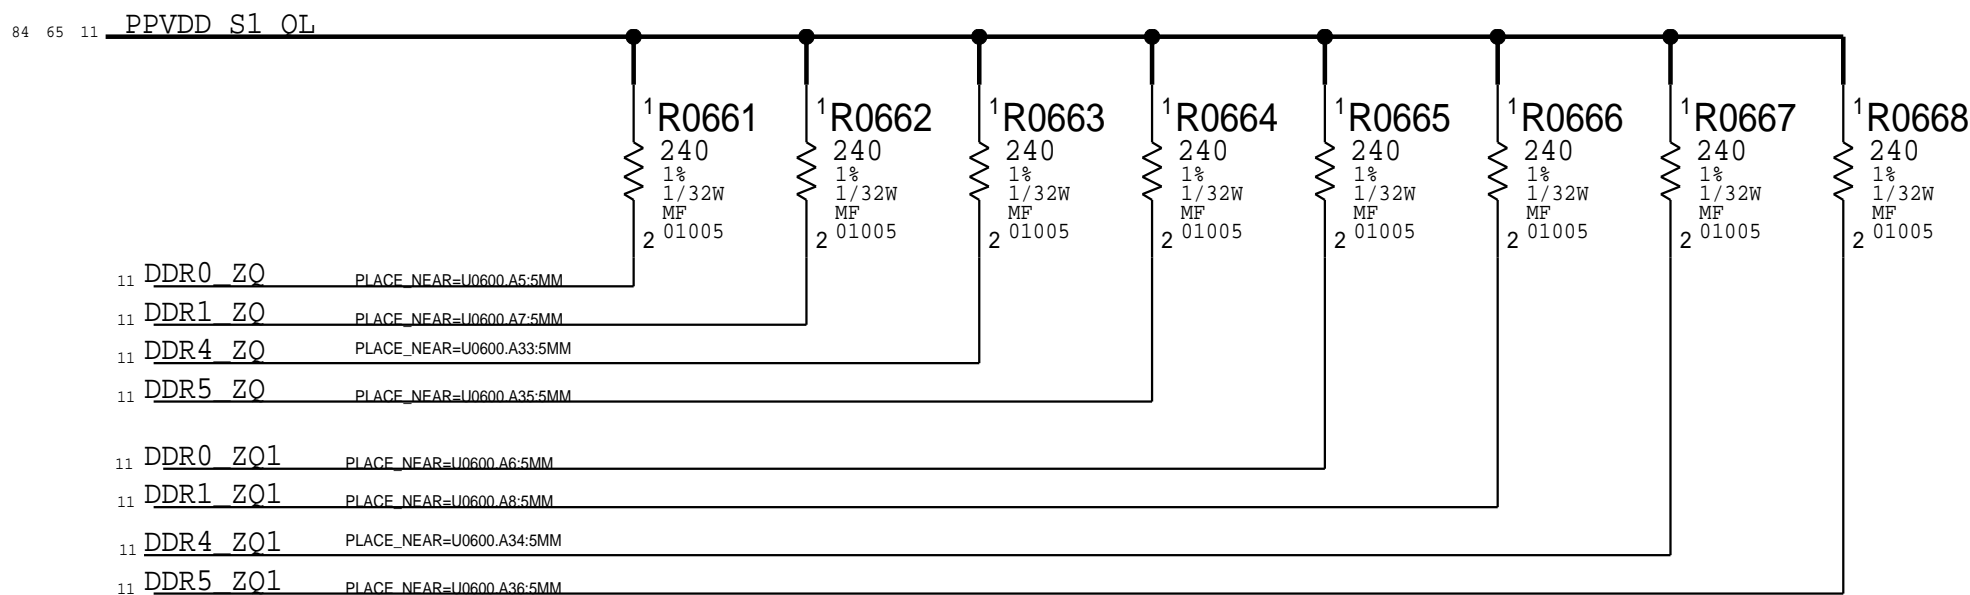 84 65 11 PPVDD_S1_QL
1 R0661 1 R0662 1 R0663 1 R0664 1 R0665 1 R0666 1 R0667 1 R0668
240 240 240 240 240 240 240 240
1% 1% 1% 1% 1% 1% 1% 1%
1/32W 1/32W 1/32W 1/32W 1/32W 1/32W 1/32W 1/32W
MF MF MF MF MF MF MF MF
2 01005 2 01005 2 01005 2 01005 2 01005 2 01005 2 01005 2 01005
11 DDR0_ZQ PLACE_NEAR=U0600.A5:5MM
11 DDR1_ZQ PLACE_NEAR=U0600.A7:5MM
11 DDR4_ZQ PLACE_NEAR=U0600.A33:5MM
11 DDR5_ZQ PLACE_NEAR=U0600.A35:5MM
11 DDR0_ZQ1 PLACE_NEAR=U0600.A6:5MM
11 DDR1_ZQ1 PLACE_NEAR=U0600.A8:5MM
11 DDR4_ZQ1 PLACE_NEAR=U0600.A34:5MM
11 DDR5_ZQ1 PLACE_NEAR=U0600.A36:5MM